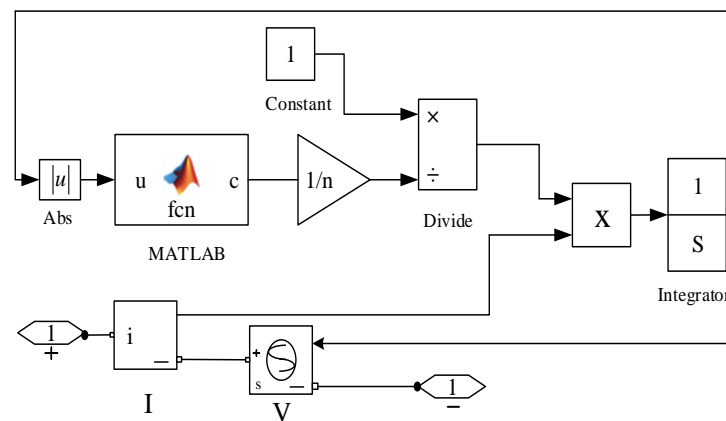 1
Constant
×
÷
Divide
|u|
Abs
u
fcn
c
MATLAB
1/n
X
1
S
Integrator
1
+
i
−
I
+
s
−
V
1
−